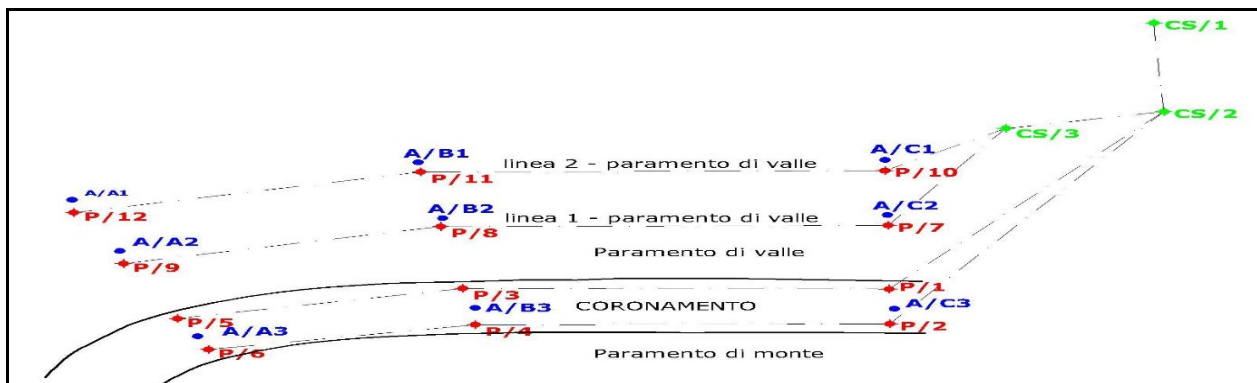 CS/1
CS/2
CS/3
A/B1
linea 2 - paramento di valle
A/C1
P/11
P/10
A/A1
P/12
A/B2
linea 1 - paramento di valle
A/C2
P/8
P/7
A/A2
Paramento di valle
P/9
P/3
P/1
A/B3
CORONAMENTO
A/C3
P/5
P/4
P/2
A/A3
P/6
Paramento di monte